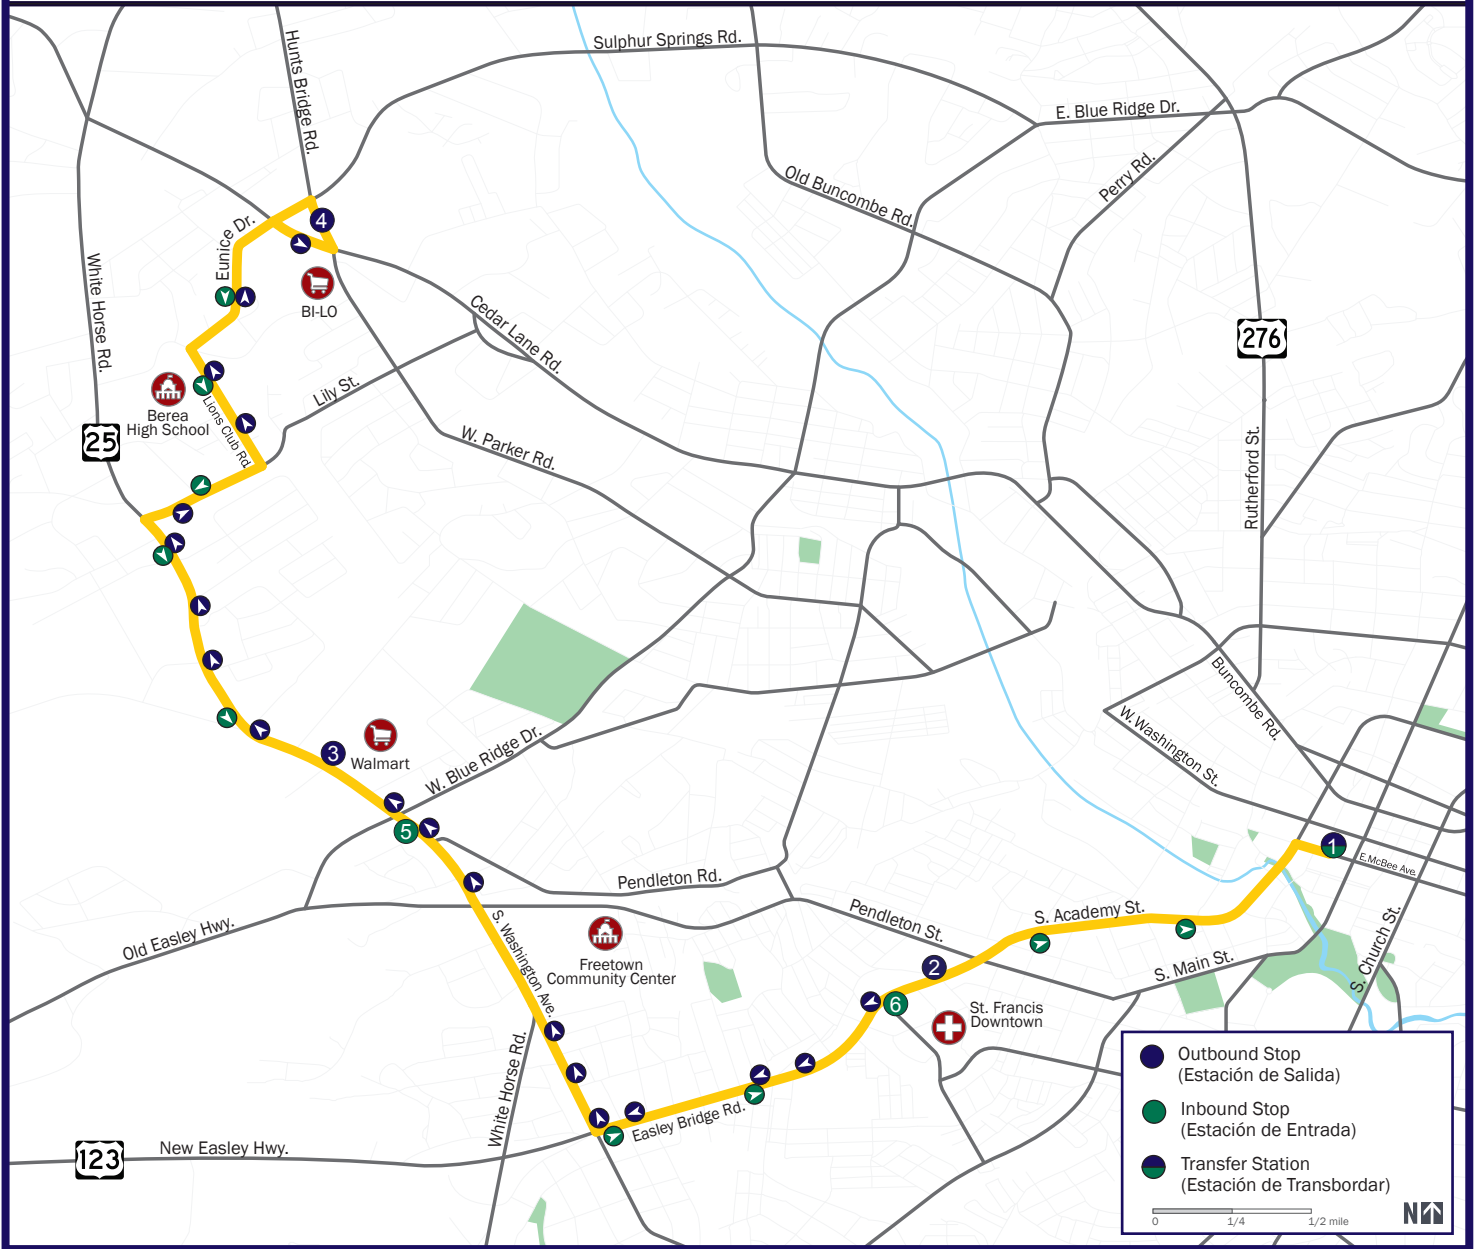 Sulphur Springs Rd.
Hunts Bridge Rd.
E. Blue Ridge Dr.
Perry Rd.
Old Buncombe Rd.
4
Eunice Dr.
White Horse Rd.
BI-LO
Cedar Lane Rd.
276
Lily St.
Berea
High School
Lions Club Rd.
25
W. Parker Rd.
Rutherford St.
Buncombe Rd.
W. Washington St.
3
Walmart
W. Blue Ridge Dr.
5
1
E. McBee Ave.
Pendleton Rd.
Pendleton St.
S. Academy St.
Old Easley Hwy.
S. Washington Ave.
Freetown
Community Center
2
S. Main St.
S. Church St.
6
St. Francis
Downtown
White Horse Rd.
Easley Bridge Rd.
123
New Easley Hwy.
Outbound Stop
(Estación de Salida)
Inbound Stop
(Estación de Entrada)
Transfer Station
(Estación de Transbordar)
0 1/4 1/2 mile
N